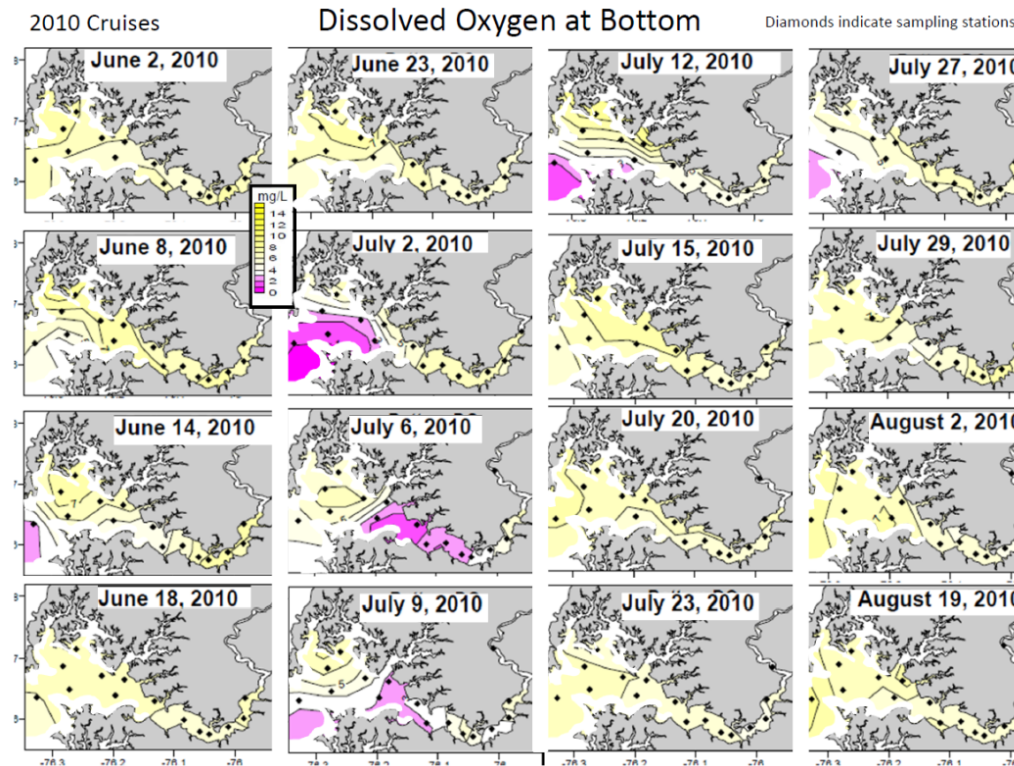 2010 Cruises
Dissolved Oxygen at Bottom
Diamonds indicate sampling stations
June 2, 2010
June 23, 2010
July 12, 2010
July 27, 2010
mg/L
14
12
10
8
6
4
2
0
June 8, 2010
July 2, 2010
July 15, 2010
July 29, 2010
June 14, 2010
July 6, 2010
July 20, 2010
August 2, 2010
June 18, 2010
July 9, 2010
5
July 23, 2010
August 19, 2010
-76.3 -76.2 -76.1 -76